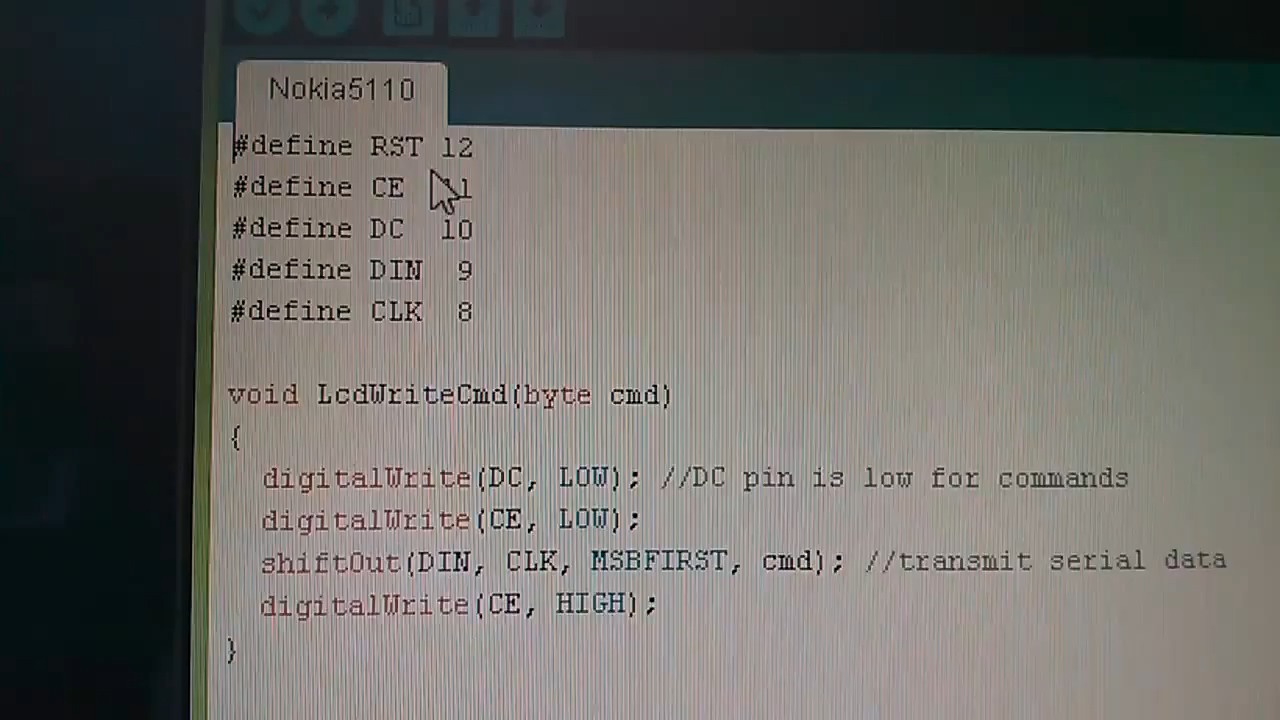 Nokia5110
#define RST 12
#define CE 11
#define DC 10
#define DIN 9
#define CLK 8
void LcdWriteCmd(byte cmd)
{
digitalWrite(DC, LOW); //DC pin is low for commands
digitalWrite(CE, LOW);
shiftOut(DIN, CLK, MSBFIRST, cmd); //transmit serial data
digitalWrite(CE, HIGH);
}